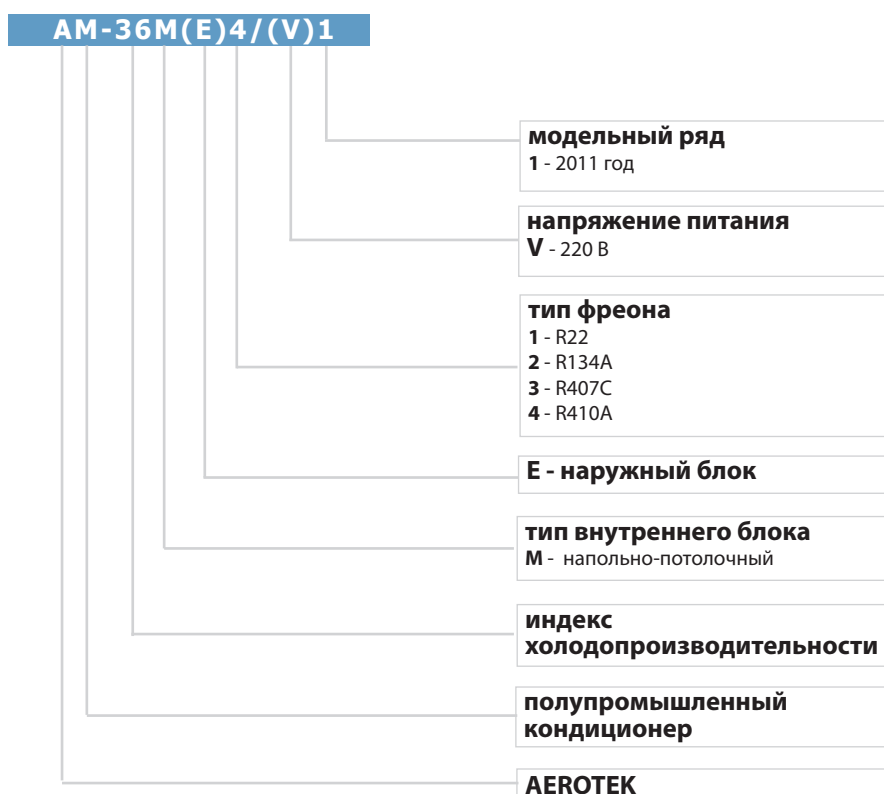 AM-36M(E)4/(V)1
модельный ряд
1 - 2011 год
напряжение питания
V - 220 В
тип фреона
1 - R22
2 - R134A
3 - R407C
4 - R410A
E - наружный блок
тип внутреннего блока
M - напольно-потолочный
индекс
холодопроизводительности
полупромышленный
кондиционер
AEROTEK